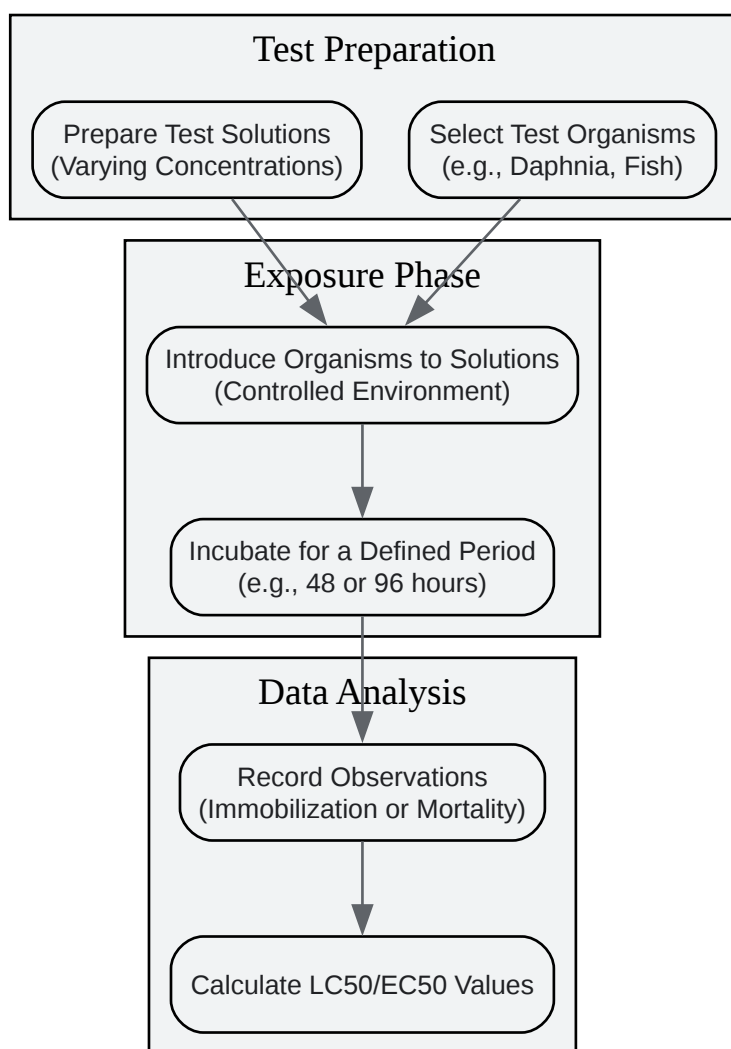 Test Preparation
Prepare Test Solutions
(Varying Concentrations)
Select Test Organisms
(e.g., Daphnia, Fish)
Exposure Phase
Introduce Organisms to Solutions
(Controlled Environment)
Incubate for a Defined Period
(e.g., 48 or 96 hours)
Data Analysis
Record Observations
(Immobilization or Mortality)
Calculate LC50/EC50 Values